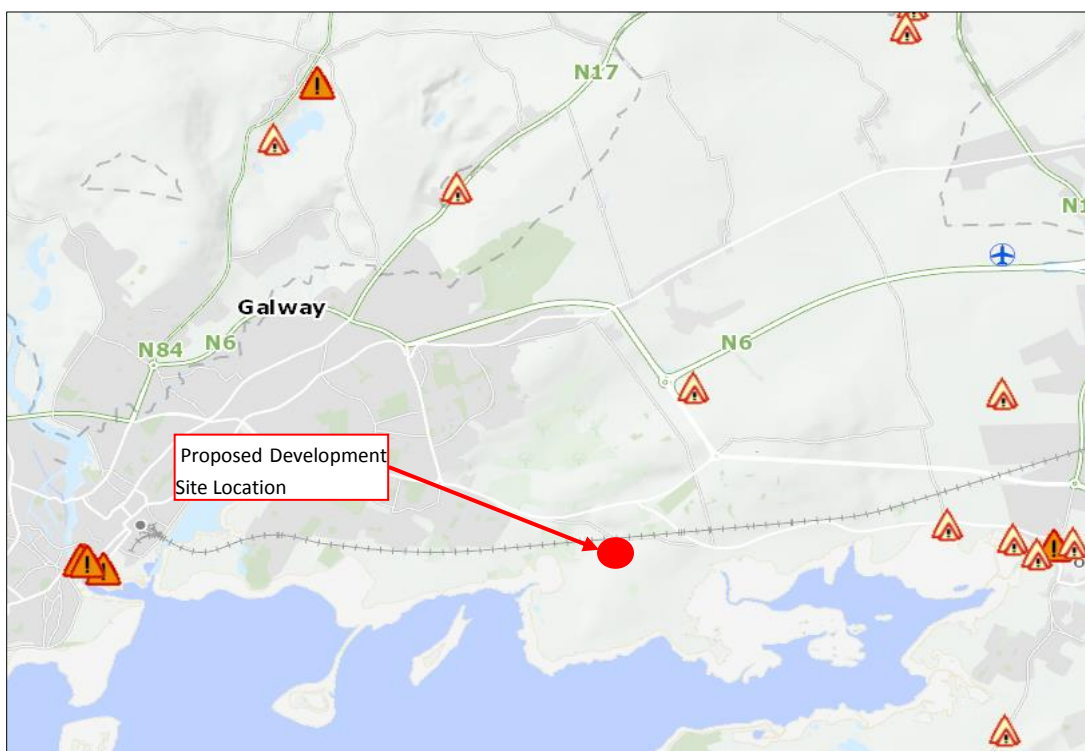 N17
N1
Galway
N84
N6
N6
Proposed Development
Site Location